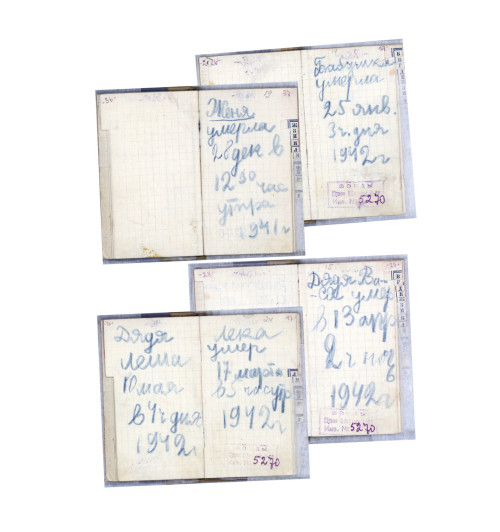 Женя
умерла
28 дек в
12 30 час
утра
1941 г
Бабушка
умерла
25 янв.
3 ч. дня
1942 г
5270
Дядя
Леша
10 мая
в 4 ч дня
1942 г
Лека
умер
17 марта
в 5 час утр
1942 г
5270
Дядя Ва-
ся умер
в 13 апр
2 ч ноч
1942 г
5270